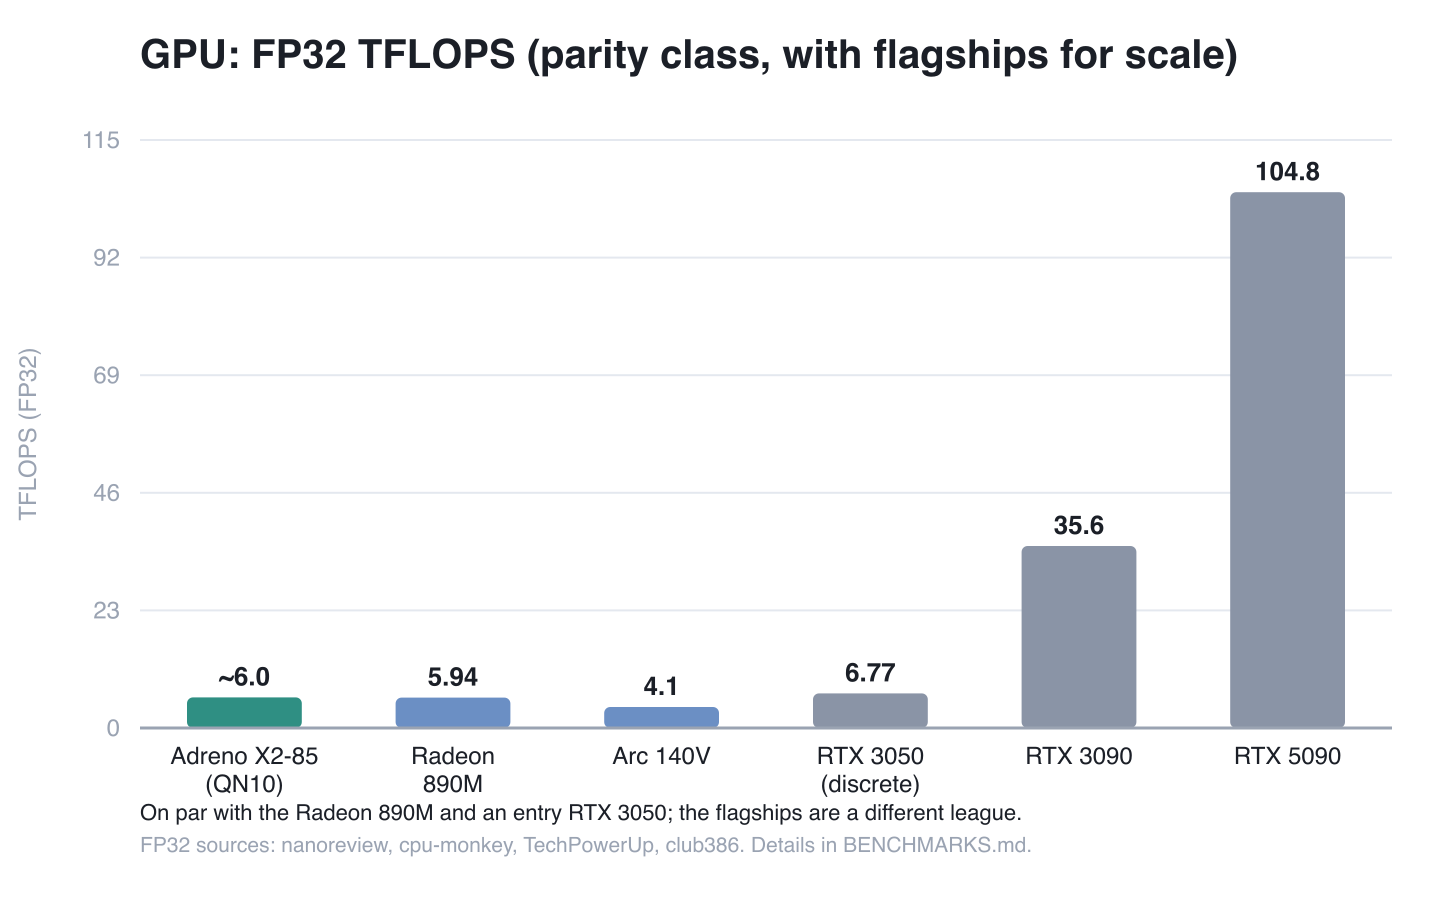 GPU: FP32 TFLOPS (parity class, with flagships for scale)
TFLOPS (FP32)
115
92
69
46
23
0
~6.0
5.94
4.1
6.77
35.6
104.8
Adreno X2-85
(QN10)
Radeon
890M
Arc 140V
RTX 3050
(discrete)
RTX 3090
RTX 5090
On par with the Radeon 890M and an entry RTX 3050; the flagships are a different league.
FP32 sources: nanoreview, cpu-monkey, TechPowerUp, club386. Details in BENCHMARKS.md.